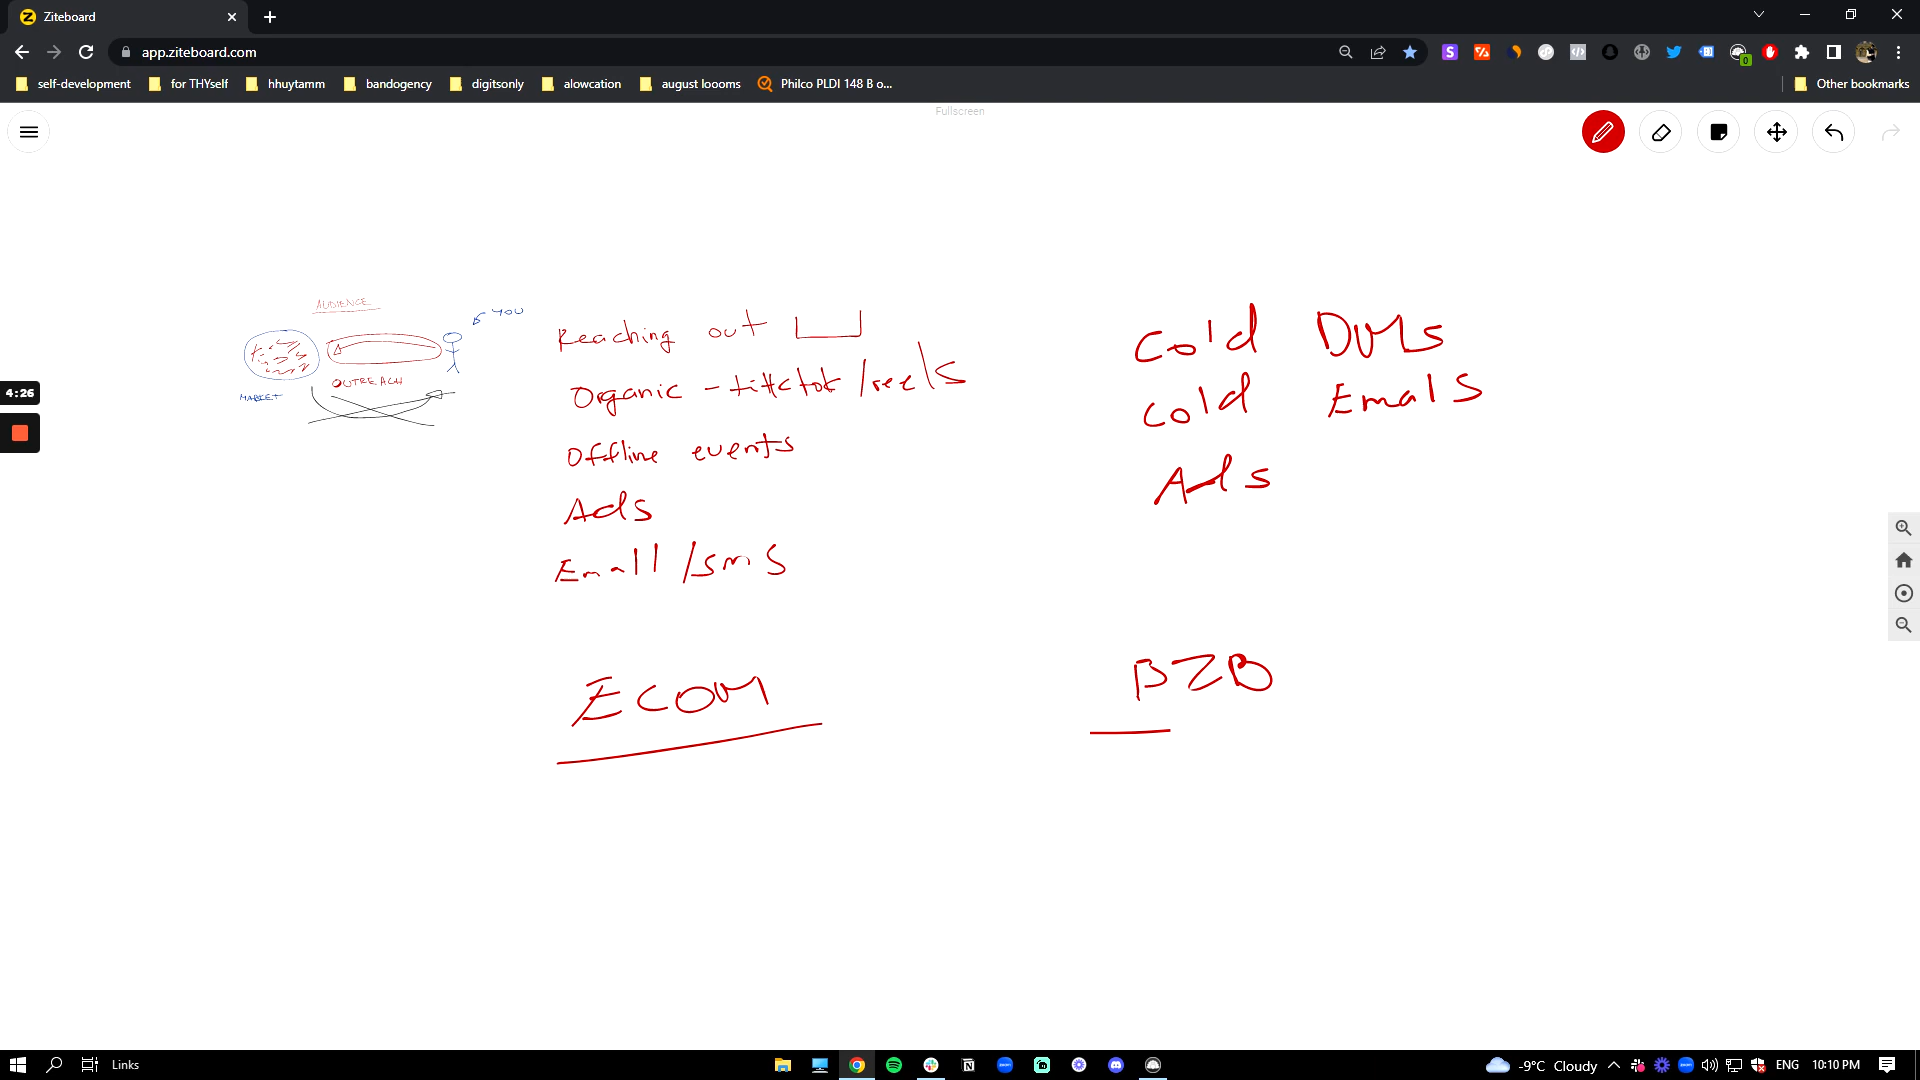 Ziteboard
app.ziteboard.com
self-development
for THYself
hhuytamm
bandogency
digitsonly
alowcation
august loooms
Philco PLDI 148 B o...
Other bookmarks
Fullscreen
AUDIENCE
YOU
OUTREACH
MARKET
4:26
Reaching out
Organic - tiktok /reels
Offline events
Ads
Email /sms
ECOM
Cold DMs
Cold Emails
Ads
B2B
Links
0
-9°C Cloudy
ENG
10:10 PM